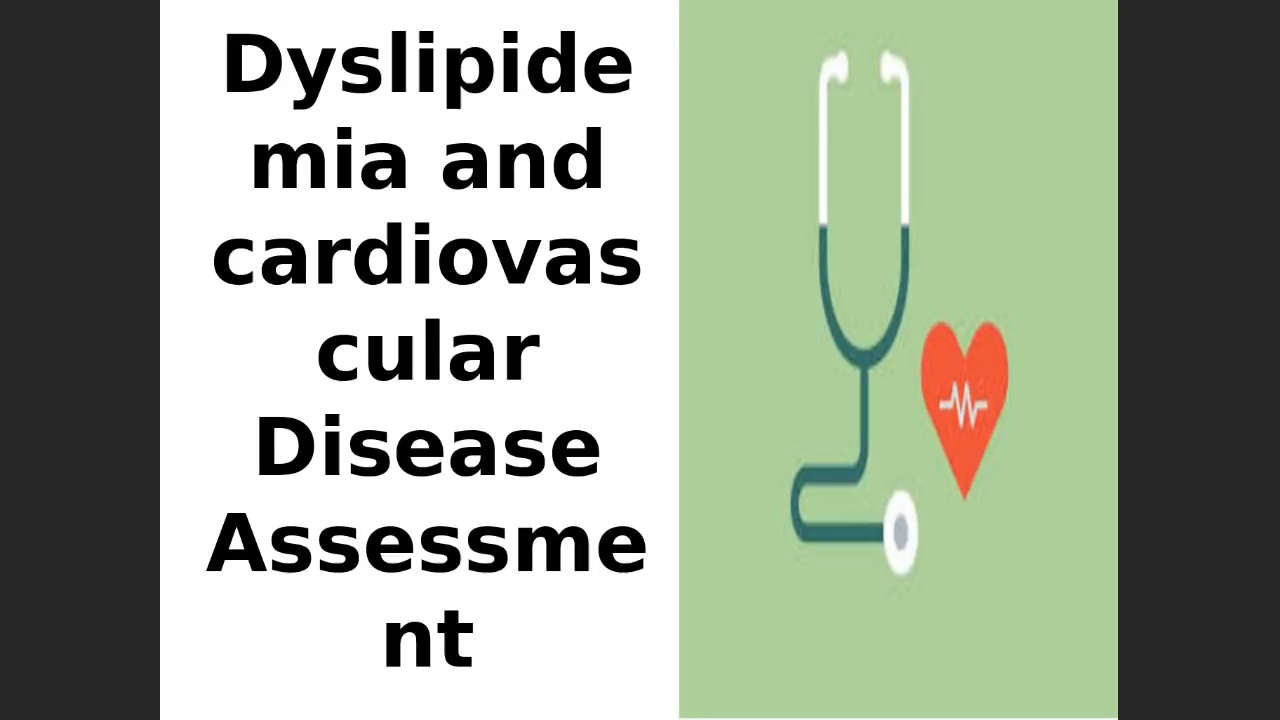 Dyslipide
mia and
cardiovas
cular
Disease
Assessme
nt